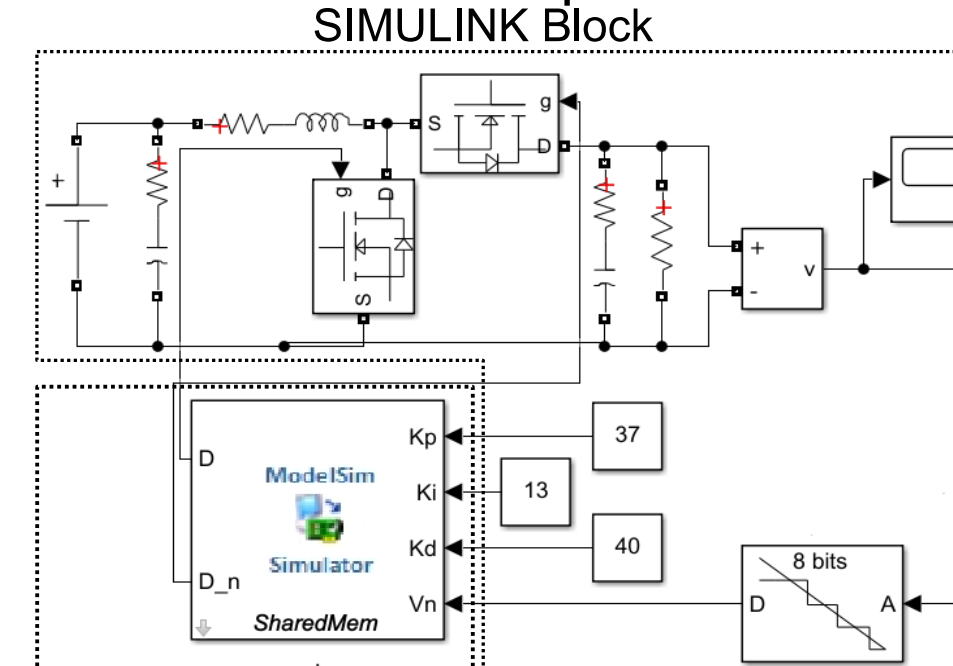 SIMULINK Block
g
S
D
+
g
D
S
+
v
-
Kp
37
D
ModelSim
Ki
13
Kd
40
Simulator
8 bits
D_n
Vn
D
A
SharedMem